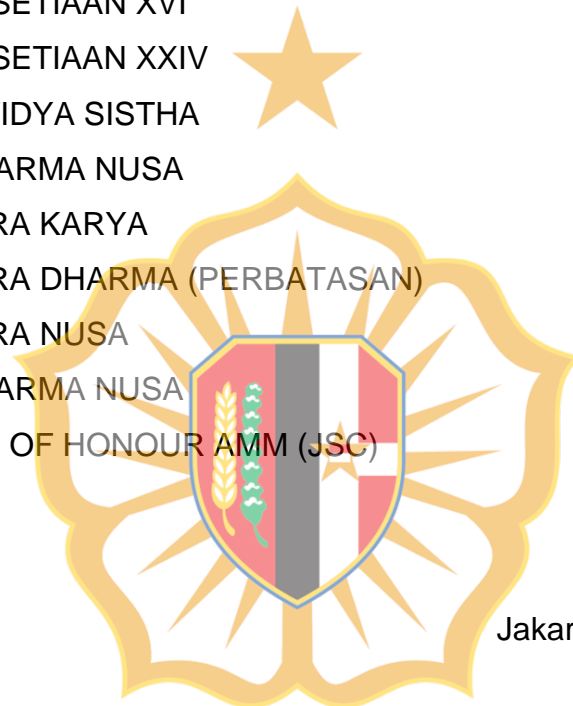 SETIAAN XVI
SETIAAN XXIV
IDYA SISTHA
ARMA NUSA
RA KARYA
RA DHARMA (PERBATASAN)
RA NUSA
ARMA NUSA
OF HONOUR AMM (JSC)
Jakar